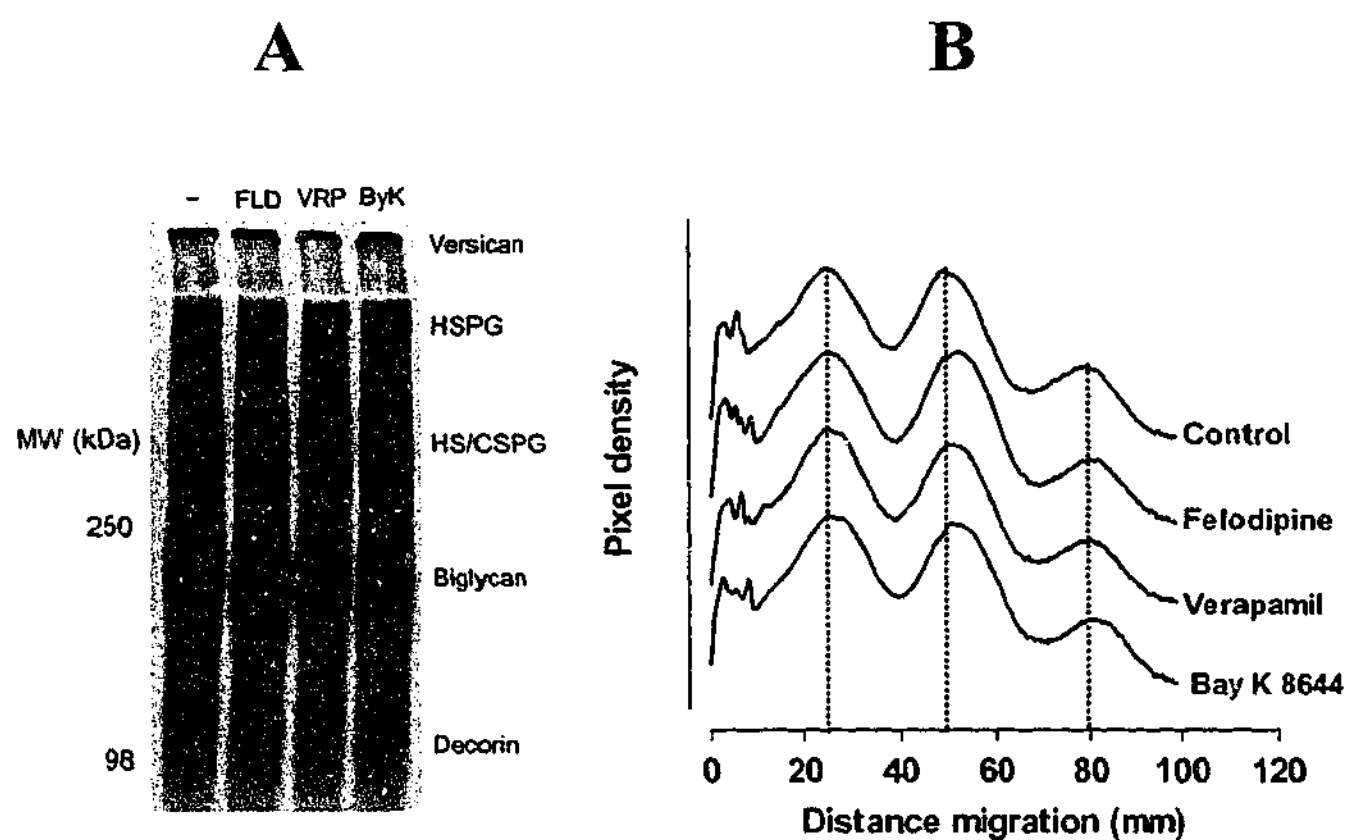 A
B
- FLD VRP ByK
Versican
HSPG
MW (kDa)
HS/CSPG
250
Biglycan
Decorin
98
Pixel density
Control
Felodipine
Verapamil
Bay K 8644
0 20 40 60 80 100 120
Distance migration (mm)